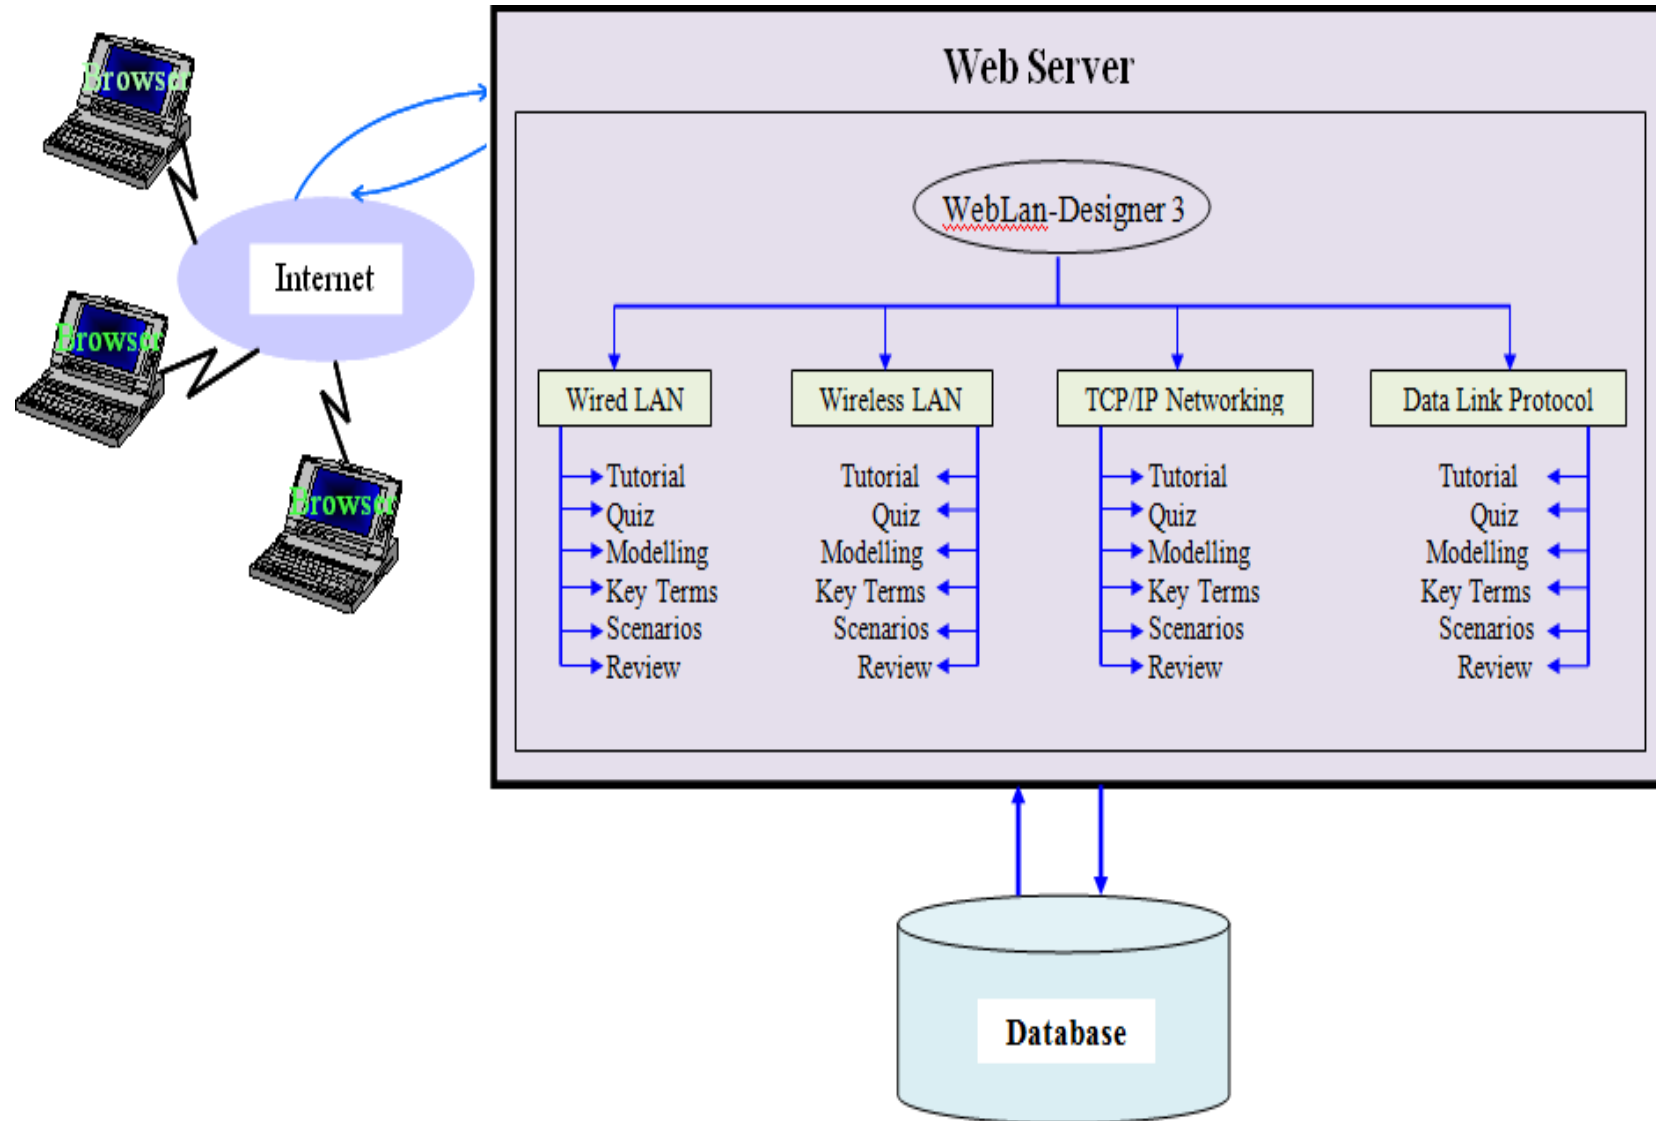 Browser
Browser
Browser
Internet
Web Server
WebLan-Designer 3
Wired LAN
Tutorial
Quiz
Modelling
Key Terms
Scenarios
Review
Wireless LAN
Tutorial
Quiz
Modelling
Key Terms
Scenarios
Review
TCP/IP Networking
Tutorial
Quiz
Modelling
Key Terms
Scenarios
Review
Data Link Protocol
Tutorial
Quiz
Modelling
Key Terms
Scenarios
Review
Database